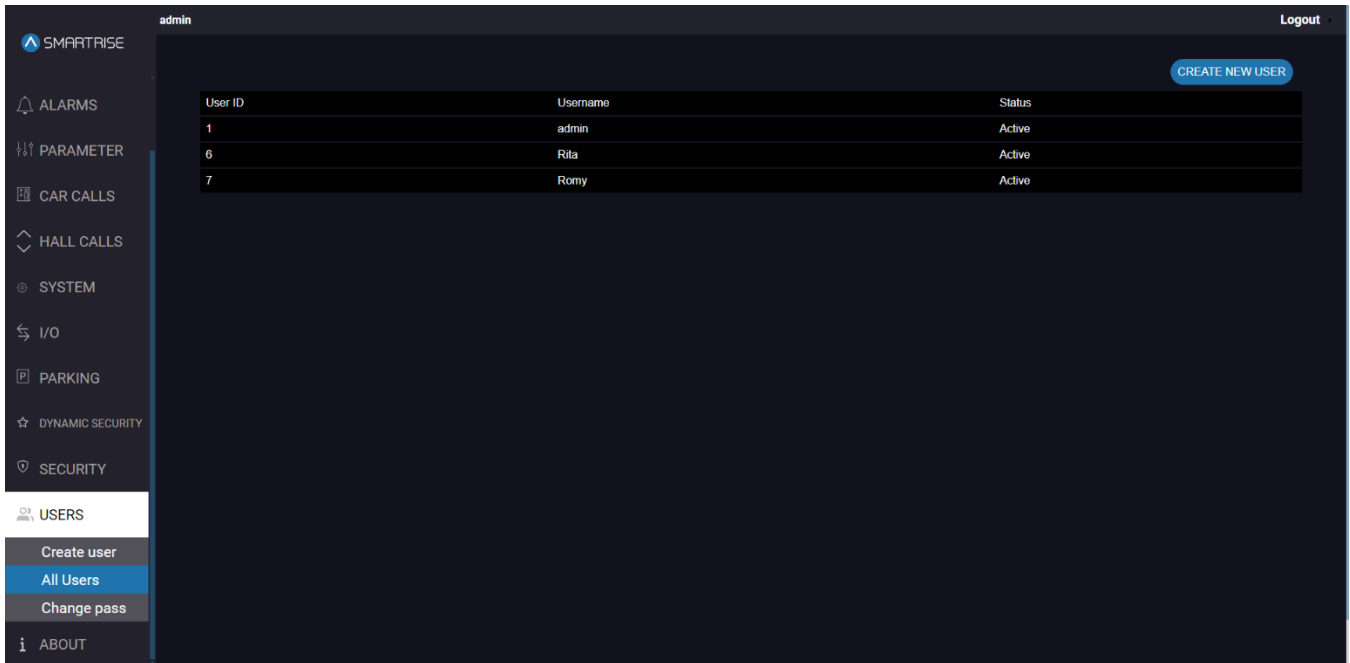 admin
Logout
SMARTRISE
CREATE NEW USER
User ID Username Status
1 admin Active
6 Rita Active
7 Romy Active
ALARMS
PARAMETER
CAR CALLS
HALL CALLS
SYSTEM
I/O
P PARKING
DYNAMIC SECURITY
SECURITY
USERS
Create user
All Users
Change pass
i ABOUT